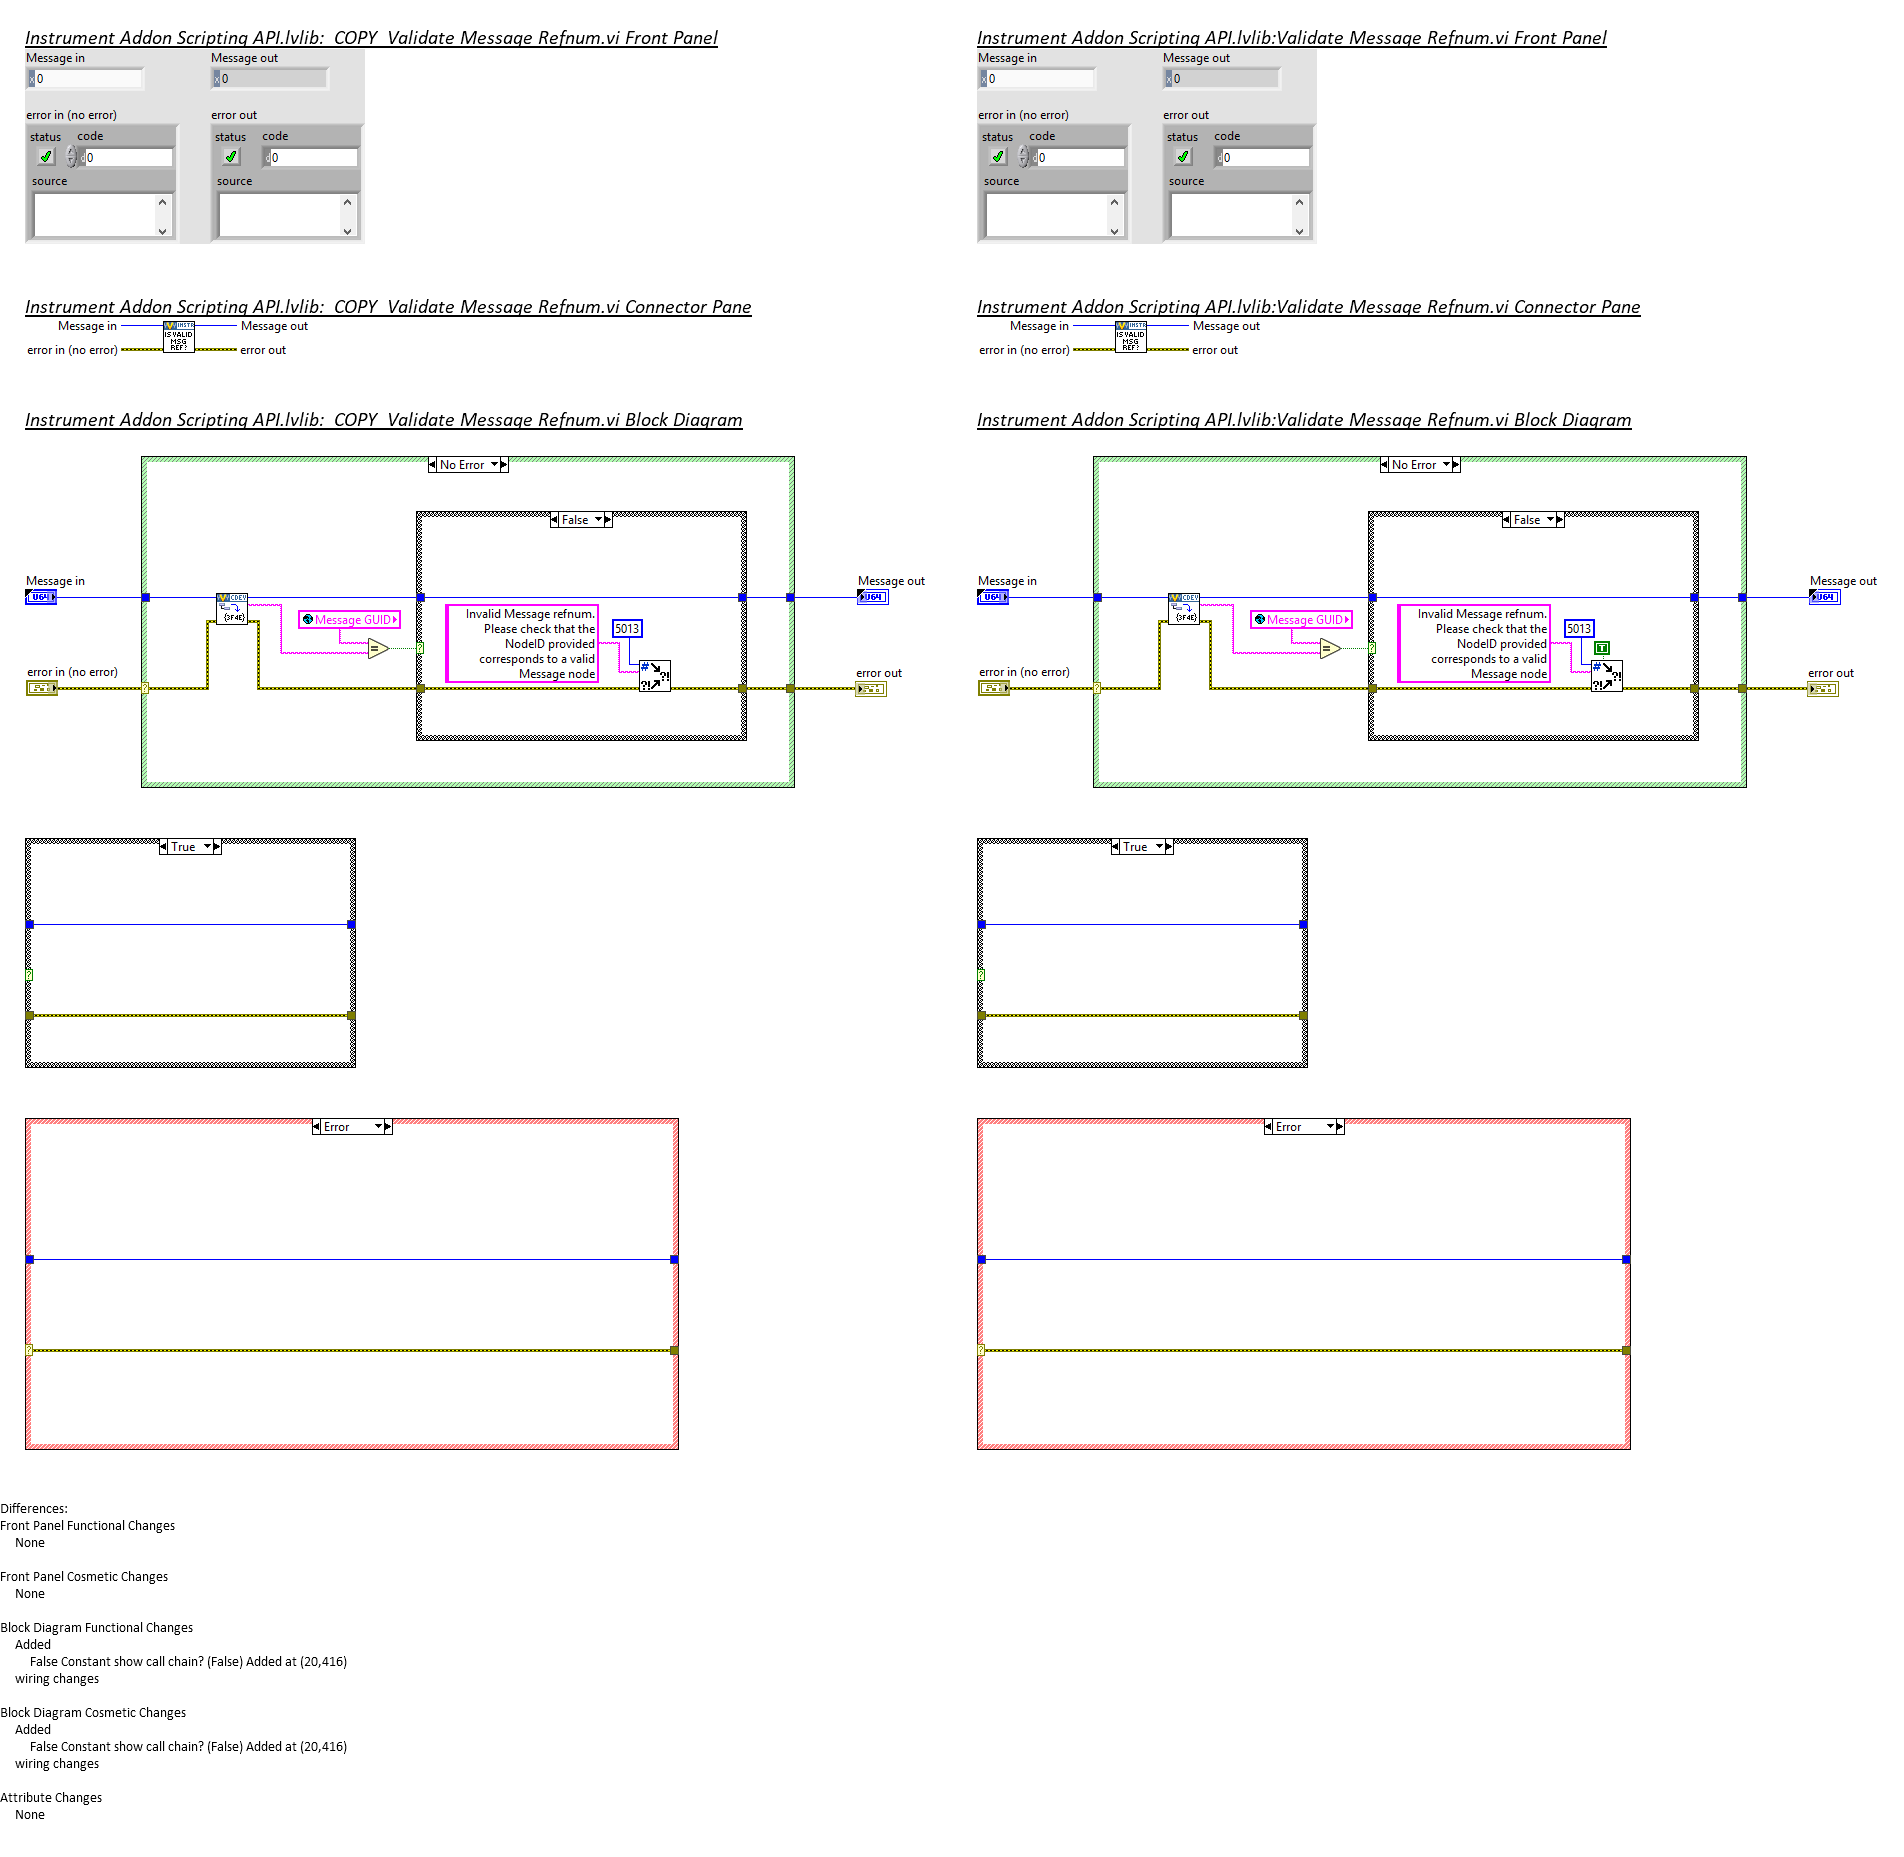 Instrument Addon Scripting API.lvlib:  COPY  Validate Message Refnum.vi Front Panel
Message in
Message out
0
0
error in (no error)
error out
status
code
status
code
0
0
source
source
Instrument Addon Scripting API.lvlib:Validate Message Refnum.vi Front Panel
Message in
Message out
0
0
error in (no error)
error out
status
code
status
code
0
0
source
source
Instrument Addon Scripting API.lvlib:  COPY  Validate Message Refnum.vi Connector Pane
Message in
INSTR
Message out
IS VALID
MSG
REF?
error in (no error)
error out
Instrument Addon Scripting API.lvlib:Validate Message Refnum.vi Connector Pane
Message in
INSTR
Message out
IS VALID
MSG
REF?
error in (no error)
error out
Instrument Addon Scripting API.lvlib:  COPY  Validate Message Refnum.vi Block Diagram
No Error
False
Message in
Message out
U64
CDEV
U64
{3F4E}
Message GUID
Invalid Message refnum.
Please check that the
NodeID provided
corresponds to a valid
Message node
5013
=
?
#
?!
?!
error in (no error)
?
error out
Instrument Addon Scripting API.lvlib:Validate Message Refnum.vi Block Diagram
No Error
False
Message in
Message out
U64
CDEV
U64
{3F4E}
Message GUID
Invalid Message refnum.
Please check that the
NodeID provided
corresponds to a valid
Message node
5013
T
=
?
#
?!
?!
error in (no error)
?
error out
True
?
True
?
Error
?
Error
?
Differences:
Front Panel Functional Changes
None
Front Panel Cosmetic Changes
None
Block Diagram Functional Changes
Added
False Constant show call chain? (False) Added at (20,416)
wiring changes
Block Diagram Cosmetic Changes
Added
False Constant show call chain? (False) Added at (20,416)
wiring changes
Attribute Changes
None